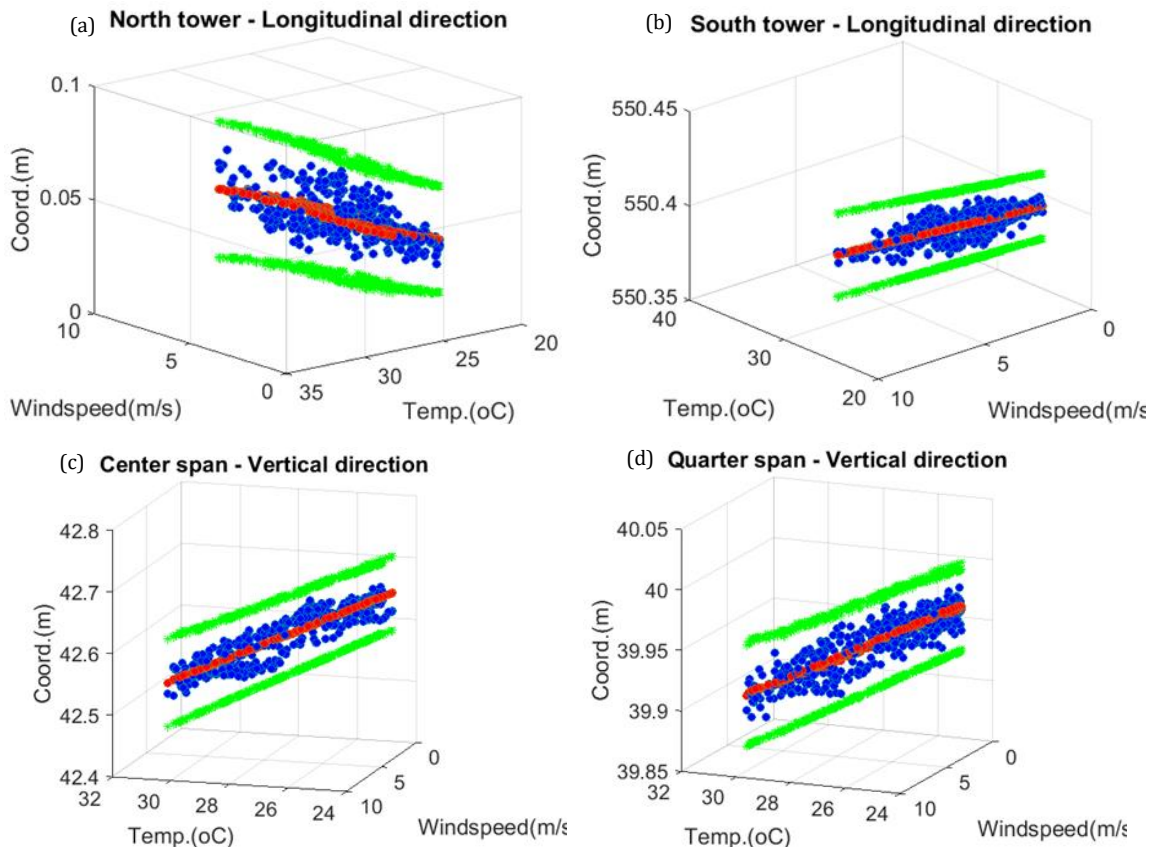 (a) North tower - Longitudinal direction
0.1
0.05
0
Coord.(m)
10
5
0
Windspeed(m/s)
35
30
25
20
Temp.(oC)
(b) South tower - Longitudinal direction
550.45
550.4
550.35
Coord.(m)
40
30
20
Temp.(oC)
10
5
0
Windspeed(m/s
(c) Center span - Vertical direction
42.8
42.7
42.6
42.5
42.4
Coord.(m)
32
30
28
26
24
Temp.(oC)
10
5
0
Windspeed(m/s
(d) Quarter span - Vertical direction
40.05
40
39.95
39.9
39.85
Coord.(m)
32
30
28
26
24
Temp.(oC)
10
5
0
Windspeed(m/s